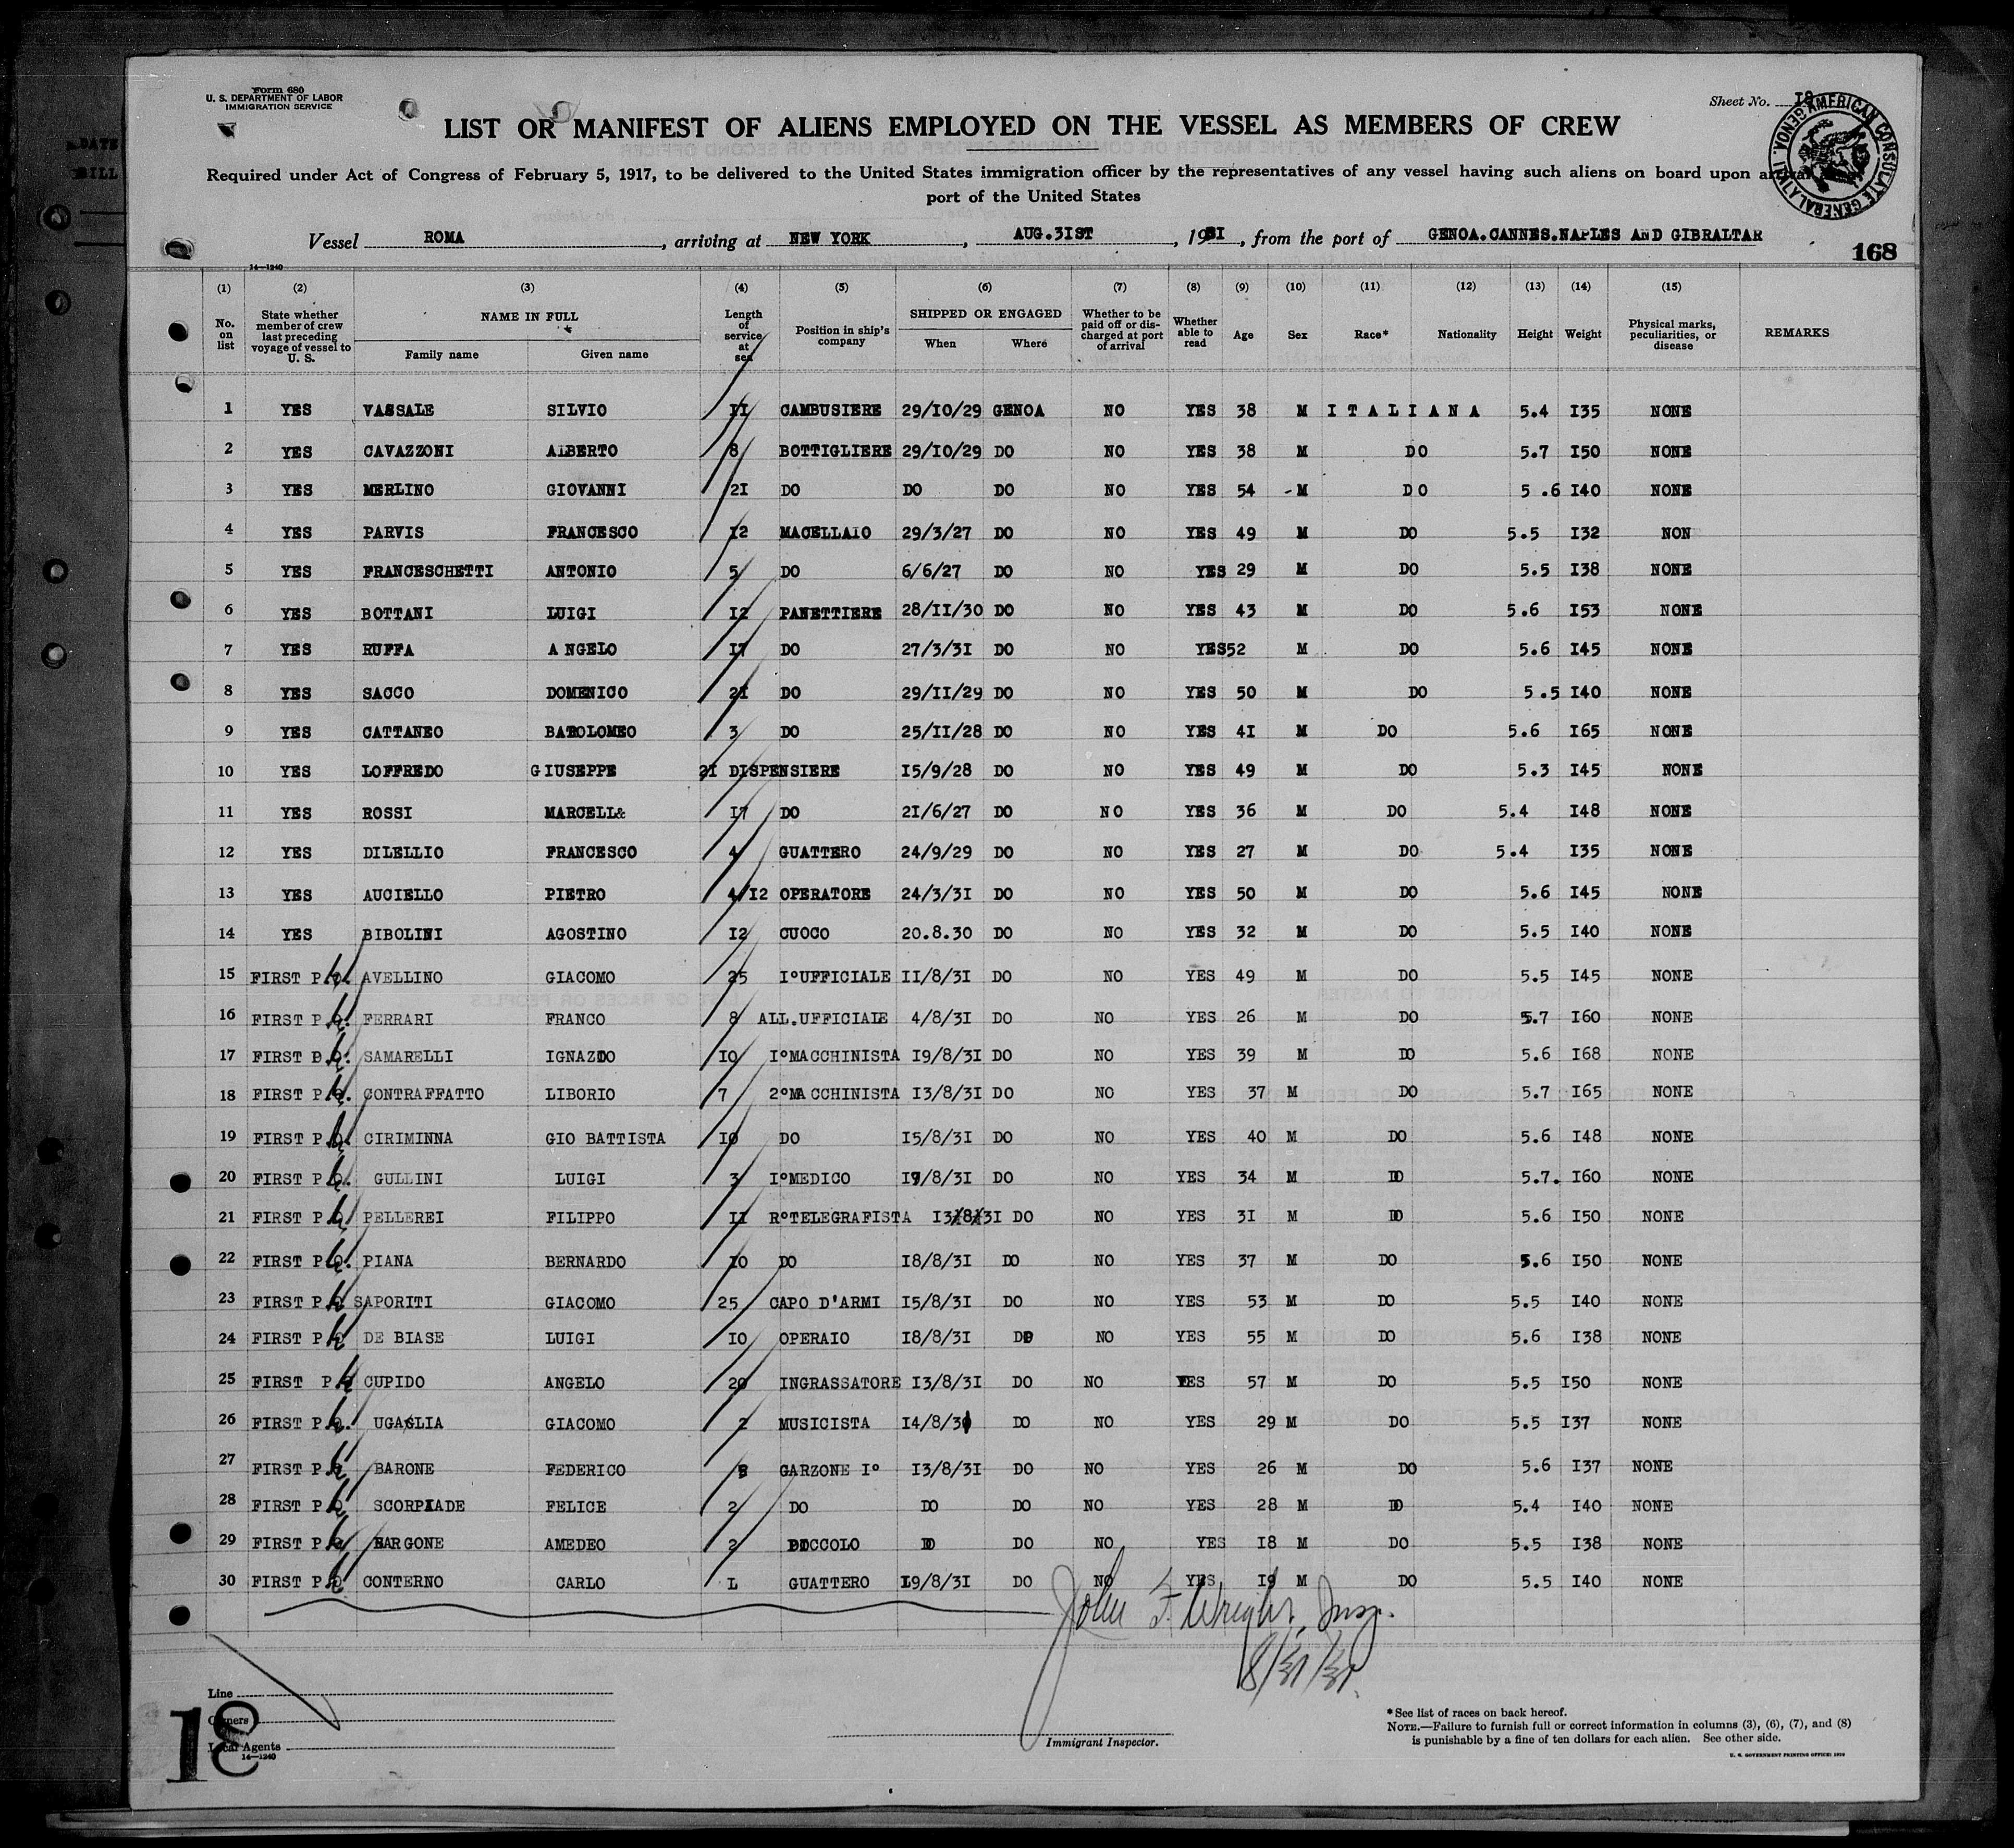 DATE
BILL
Form 680
U. S. DEPARTMENT OF LABOR
IMMIGRATION SERVICE
Sheet No.
AMERICAN CONSULATE GENERAL GENOA, ITALY
LIST OR MANIFEST OF ALIENS EMPLOYED ON THE VESSEL AS MEMBERS OF CREW
Required under Act of Congress of February 5, 1917, to be delivered to the United States immigration officer by the representatives of any vessel having such aliens on board upon arrival
port of the United States
Vessel ROMA, arriving at NEW YORK, AUG.3IST, 193I, from the port of GENOA.CANNES.NAPLES AND GIBRALTAR
168
14—1240
(1) (2) (3) (4) (5) (6) (7) (8) (9) (10) (11) (12) (13) (14) (15)
No. on list State whether member of crew last preceding voyage of vessel to U. S. NAME IN FULL Family name Given name Length of service at sea Position in ship's company SHIPPED OR ENGAGED When Where Whether to be paid off or discharged at port of arrival Whether able to read Age Sex Race* Nationality Height Weight Physical marks, peculiarities, or disease REMARKS
1 YES VASSALE SILVIO II CAMBUSIERE 29/IO/29 GENOA NO YES 38 M I T A L I A N A 5.4 I35 NONE
2 YES CAVAZZONI ALBERTO 8 BOTTIGLIERE 29/IO/29 DO NO YES 38 M DO 5.7 I50 NONE
3 YES MERLINO GIOVANNI 2I DO DO DO NO YES 54 -M DO 5 .6 I40 NONE
4 YES PARVIS FRANCESCO I2 MACELLAIO 29/3/27 DO NO YES 49 M DO 5.5 I32 NON
5 YES FRANCESCHETTI ANTONIO 5 DO 6/6/27 DO NO YES 29 M DO 5.5 I38 NONE
6 YES BOTTANI LUIGI I2 PANETTIERE 28/II/30 DO NO YES 43 M DO 5.6 I53 NONE
7 YES RUFFA A NGELO I7 DO 27/3/3I DO NO YES52 M DO 5.6 I45 NONE
8 YES SACCO DOMENICO 2I DO 29/II/29 DO NO YES 50 M DO 5.5 I40 NONE
9 YES CATTANEO BATOLOMEO 3 DO 25/II/28 DO NO YES 4I M DO 5.6 I65 NONE
10 YES LOFFREDO GIUSEPPE 2I DISPENSIERE I5/9/28 DO NO YES 49 M DO 5.3 I45 NONE
11 YES ROSSI MARCELL& I7 DO 2I/6/27 DO NO YES 36 M DO 5.4 I48 NONE
12 YES DILELLIO FRANCESCO 4 GUATTERO 24/9/29 DO NO YES 27 M DO 5.4 I35 NONE
13 YES AUCIELLO PIETRO 4/I2 OPERATORE 24/3/3I DO NO YES 50 M DO 5.6 I45 NONE
14 YES BIBOLINI AGOSTINO I2 CUOCO 20.8.30 DO NO YES 32 M DO 5.5 I40 NONE
15 FIRST P. AVELLINO GIACOMO 25 I°UFFICIALE II/8/3I DO NO YES 49 M DO 5.5 I45 NONE
16 FIRST P. FERRARI FRANCO 8 ALL.UFFICIALE 4/8/3I DO NO YES 26 M DO 5.7 I60 NONE
17 FIRST SAMARELLI IGNAZIO IO I°MACCHINISTA I9/8/3I DO NO YES 39 M DO 5.6 I68 NONE
18 FIRST P. CONTRAFFATTO LIBORIO 7 2°MACCHINISTA I3/8/3I DO NO YES 37 M DO 5.7 I65 NONE
19 FIRST P. CIRIMINNA GIO BATTISTA IO DO I5/8/3I DO NO YES 40 M DO 5.6 I48 NONE
20 FIRST P. GULLINI LUIGI 3 I°MEDICO I9/8/3I DO NO YES 34 M DO 5.7. I60 NONE
21 FIRST P. PELLEREI FILIPPO II R°TELEGRAFISTA I3/8/3I DO NO YES 3I M DO 5.6 I50 NONE
22 FIRST P. PIANA BERNARDO IO DO I8/8/3I DO NO YES 37 M DO 5.6 I50 NONE
23 FIRST P. SAPORITI GIACOMO 25 CAPO D'ARMI I5/8/3I DO NO YES 53 M DO 5.5 I40 NONE
24 FIRST P. DE BIASE LUIGI IO OPERAIO I8/8/3I DO NO YES 55 M DO 5.6 I38 NONE
25 FIRST P. CUPIDO ANGELO 20 INGRASSATORE I3/8/3I DO NO YES 57 M DO 5.5 I50 NONE
26 FIRST P. UGAGLIA GIACOMO 2 MUSICISTA I4/8/31 DO NO YES 29 M DO 5.5 I37 NONE
27 FIRST P. BARONE FEDERICO GARZONE I° I3/8/3I DO NO YES 26 M DO 5.6 I37 NONE
28 FIRST P. SCORPIADE FELICE 2 DO DO DO NO YES 28 M DO 5.4 I40 NONE
29 FIRST P. BARGONE AMEDEO 2 PICCOLO DO DO NO YES I8 M DO 5.5 I38 NONE
30 FIRST P. CONTERNO CARLO L GUATTERO I9/8/3I DO NO YES I9 M DO 5.5 I40 NONE
John F. Wright, Insp.
8/31/31
Line
Owners
Local Agents
14—1240
18
Immigrant Inspector.
*See list of races on back hereof.
NOTE.—Failure to furnish full or correct information in columns (3), (6), (7), and (8)
is punishable by a fine of ten dollars for each alien. See other side.